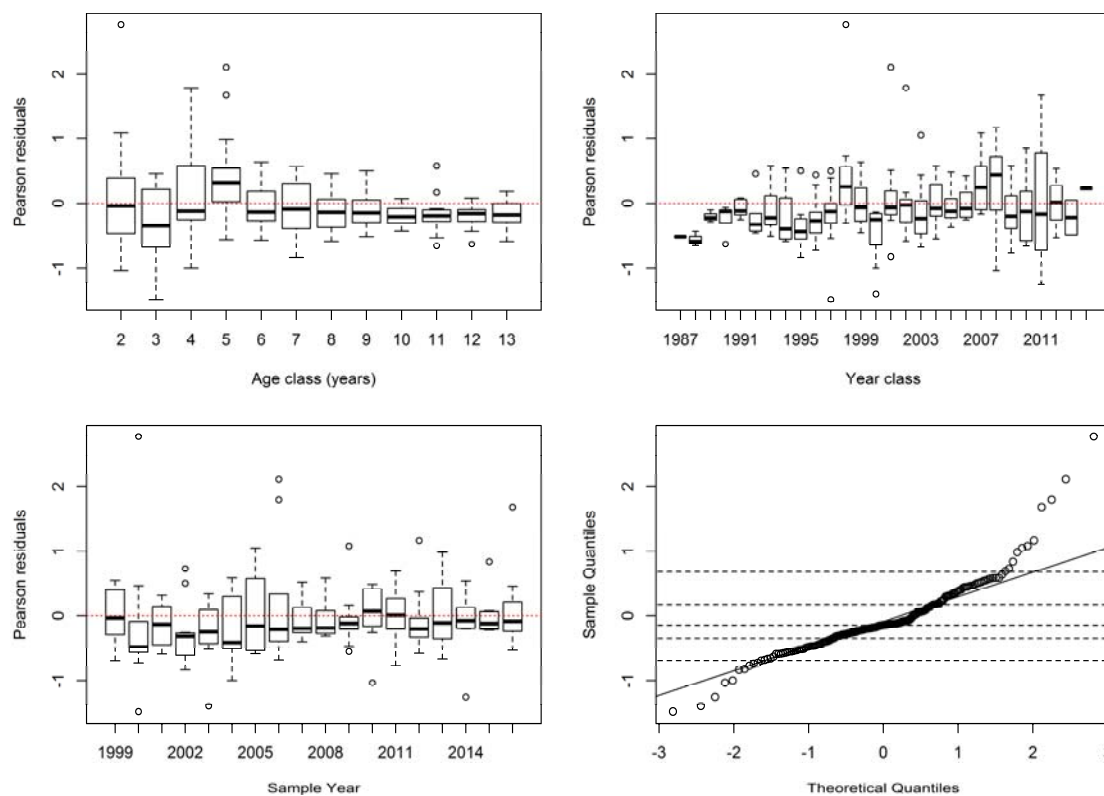 2
1
0
-1
Pearson residuals
2 3 4 5 6 7 8 9 10 11 12 13
Age class (years)
2
1
0
-1
Pearson residuals
1987 1991 1995 1999 2003 2007 2011
Year class
2
1
0
-1
Pearson residuals
1999 2002 2005 2008 2011 2014
Sample Year
2
1
0
-1
Sample Quantiles
-3 -2 -1 0 1 2
Theoretical Quantiles